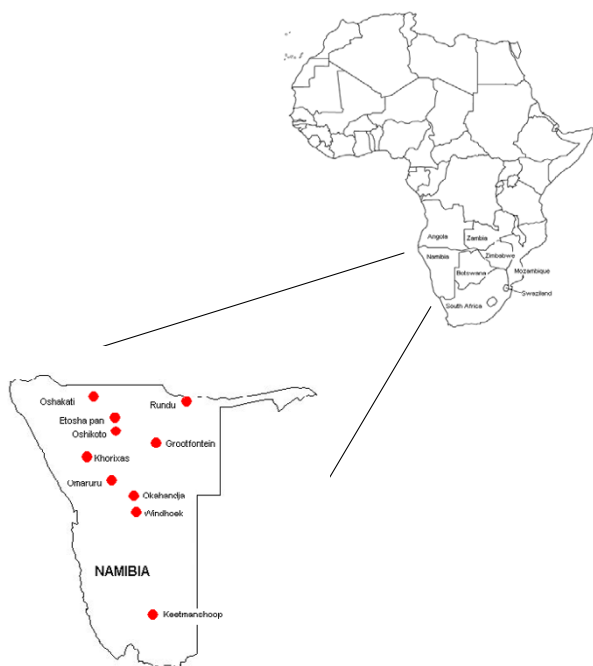 Angola
Zambia
Namibia
Zimbabwe
Botswana
Mozambique
Swaziland
South Africa
Oshakati
Rundu
Etosha pan
Oshikoto
Grootfontein
Khorixas
Omaruru
Okahandja
Windhoek
NAMIBIA
Keetmanshoop